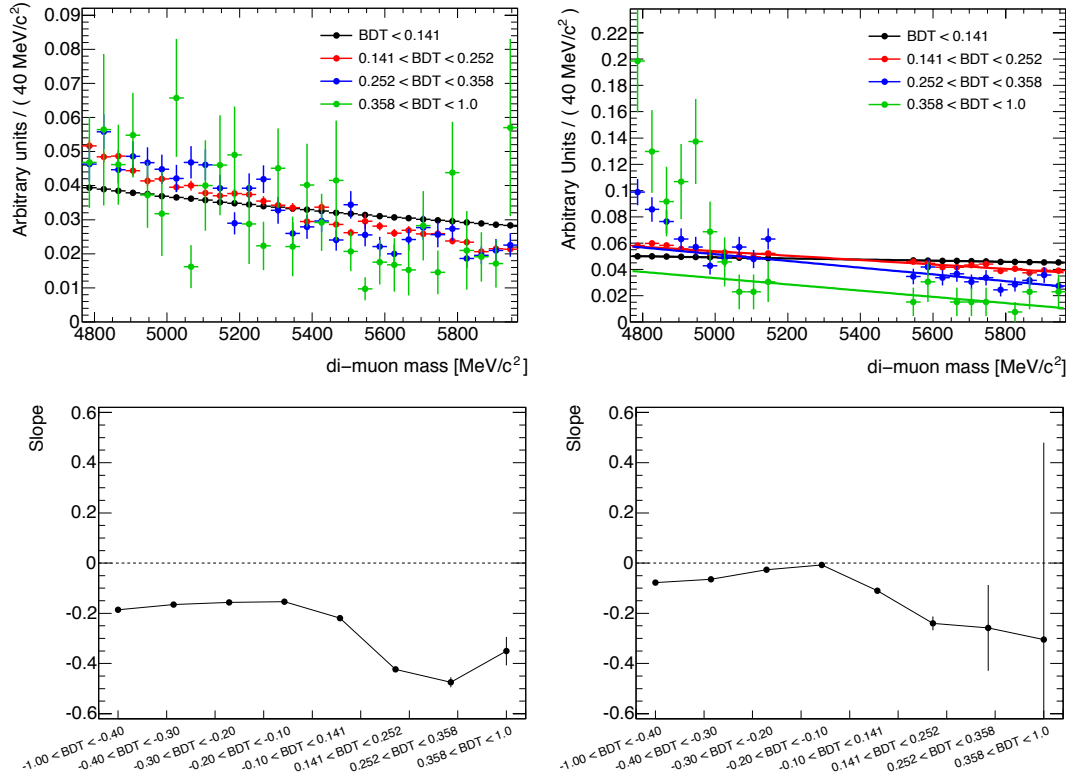 Arbitrary units / ( 40 MeV/c² )
0.09
0.08
0.07
0.06
0.05
0.04
0.03
0.02
0.01
0
BDT < 0.141
0.141 < BDT < 0.252
0.252 < BDT < 0.358
0.358 < BDT < 1.0
4800 5000 5200 5400 5600 5800
di-muon mass [MeV/c²]
Arbitrary Units / ( 40 MeV/c² )
0.22
0.2
0.18
0.16
0.14
0.12
0.1
0.08
0.06
0.04
0.02
0
BDT < 0.141
0.141 < BDT < 0.252
0.252 < BDT < 0.358
0.358 < BDT < 1.0
4800 5000 5200 5400 5600 5800
di-muon mass [MeV/c²]
Slope
0.6
0.4
0.2
0
-0.2
-0.4
-0.6
-1.00 < BDT < -0.40
-0.40 < BDT < -0.30
-0.30 < BDT < -0.20
-0.20 < BDT < -0.10
-0.10 < BDT < 0.141
0.141 < BDT < 0.252
0.252 < BDT < 0.358
0.358 < BDT < 1.0
Slope
0.6
0.4
0.2
0
-0.2
-0.4
-0.6
-1.00 < BDT < -0.40
-0.40 < BDT < -0.30
-0.30 < BDT < -0.20
-0.20 < BDT < -0.10
-0.10 < BDT < 0.141
0.141 < BDT < 0.252
0.252 < BDT < 0.358
0.358 < BDT < 1.0